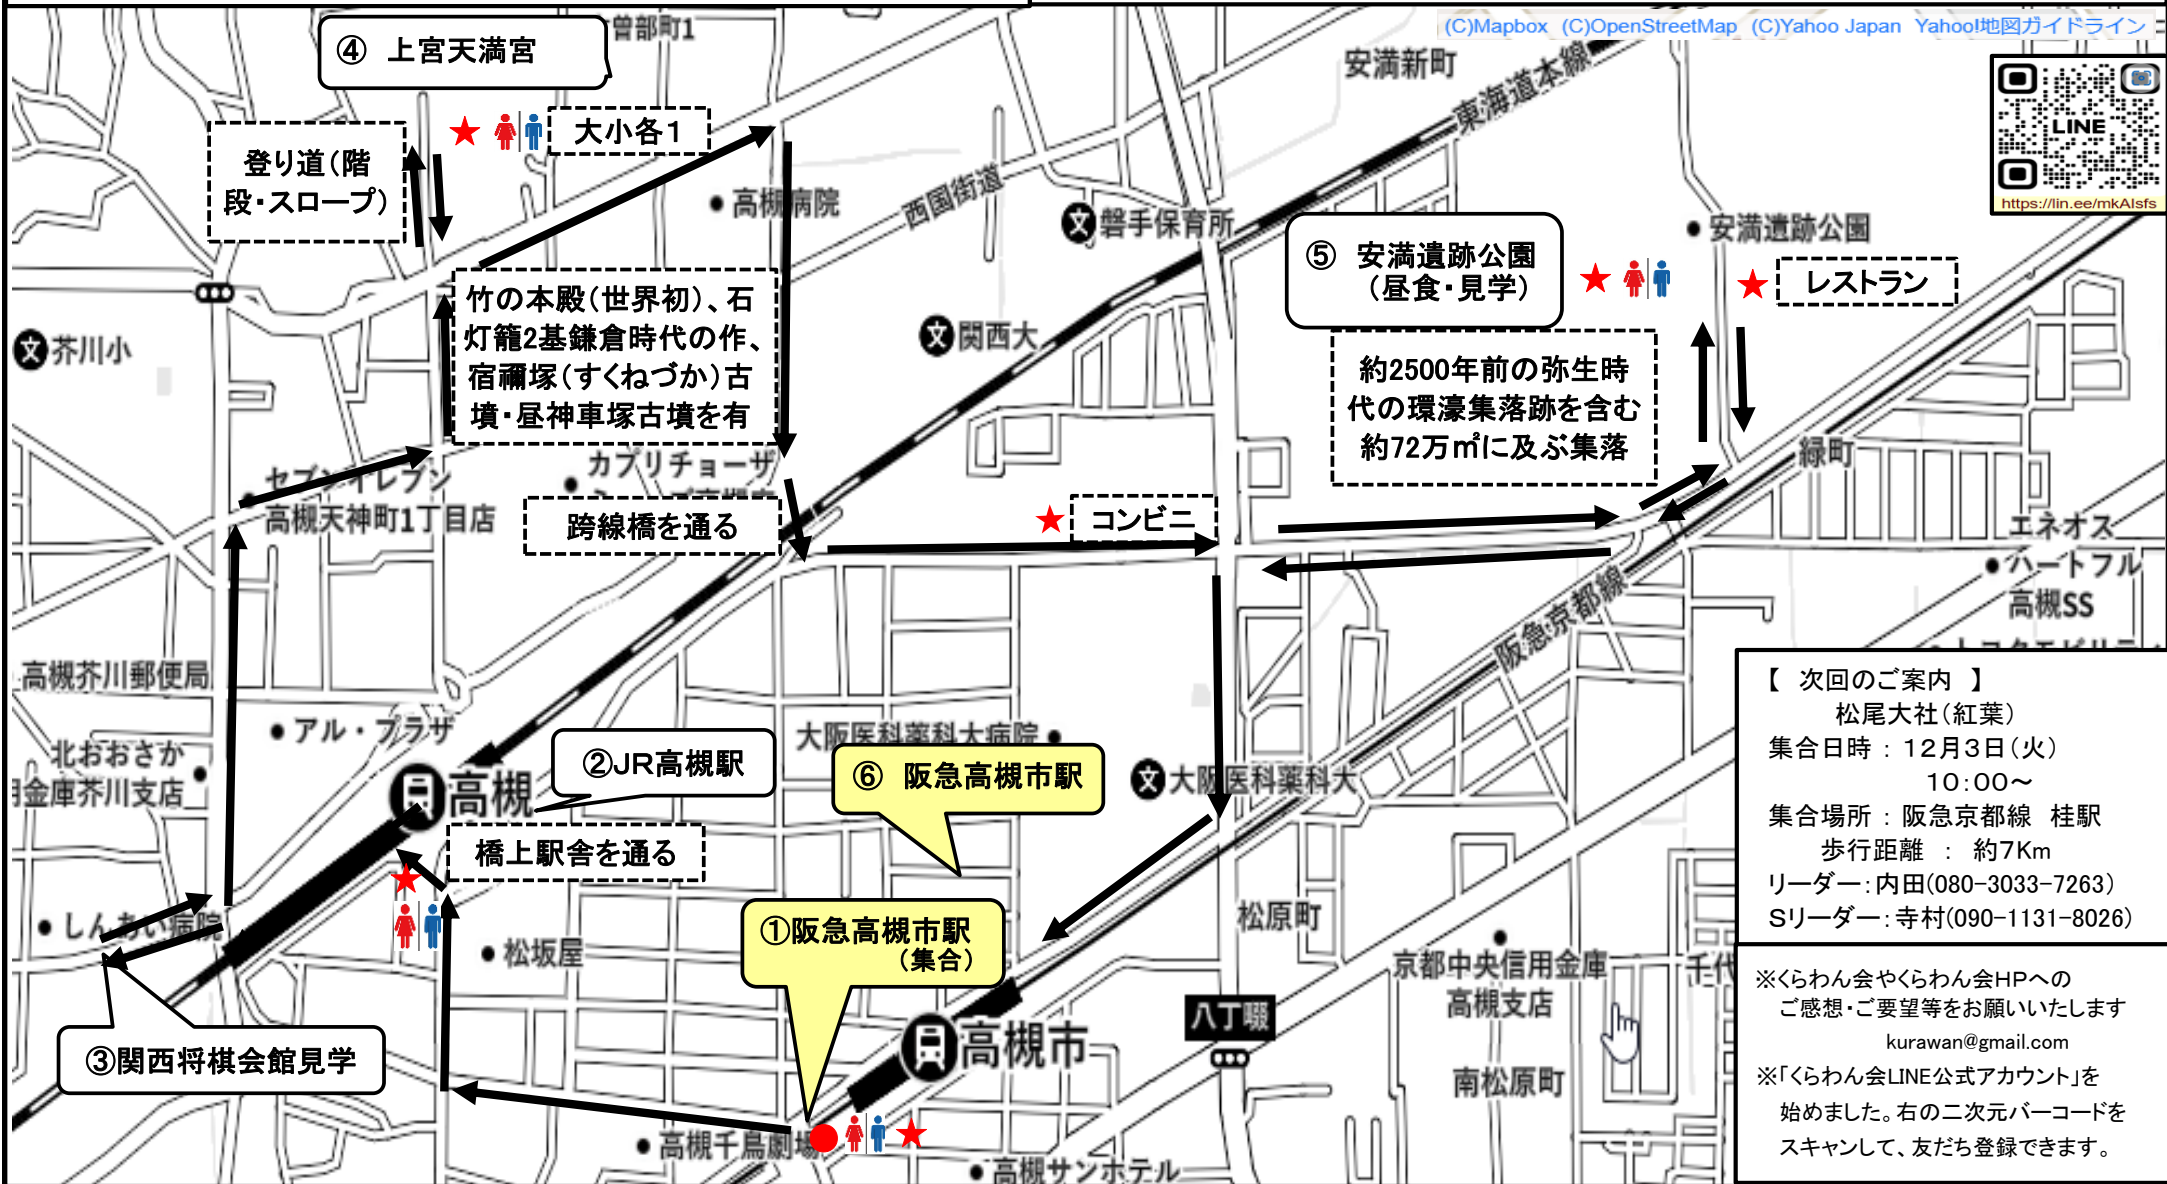 (C)Mapbox (C)OpenStreetMap (C)Yahoo Japan Yahoo!地図ガイドライン
曽部町1
④ 上宮天満宮
安満新町
東海道本線
LINE
https://lin.ee/mkAlsfs
大小各1
登り道(階
段・スロープ)
高槻病院
西国街道
磐手保育所
安満遺跡公園
⑤ 安満遺跡公園
(昼食・見学)
レストラン
竹の本殿(世界初)、石
灯籠2基鎌倉時代の作、
宿禰塚(すくねづか)古
墳・昼神車塚古墳を有
芥川小
関西大
約2500年前の弥生時
代の環濠集落跡を含む
約72万㎡に及ぶ集落
緑町
セブンイレブン
高槻天神町1丁目店
カプリチョーザ
跨線橋を通る
コンビニ
エネオス
ハートフル
高槻SS
阪急京都線
高槻芥川郵便局
アル・プラザ
北おおさか
金庫芥川支店
高槻
②JR高槻駅
橋上駅舎を通る
大阪医科薬科大病院
⑥ 阪急高槻市駅
大阪医科薬科大
【 次回のご案内 】
松尾大社(紅葉)
集合日時 : 12月3日(火)
10:00~
集合場所 : 阪急京都線 桂駅
歩行距離 : 約7Km
リーダー:内田(080-3033-7263)
Sリーダー:寺村(090-1131-8026)
しんあい病院
松坂屋
①阪急高槻市駅
(集合)
松原町
京都中央信用金庫
高槻支店
千代
八丁畷
高槻市
③関西将棋会館見学
南松原町
高槻千鳥劇場
高槻サンホテル
※くらわん会やくらわん会HPへの
ご感想・ご要望等をお願いいたします
kurawan@gmail.com
※「くらわん会LINE公式アカウント」を
始めました。右の二次元バーコードを
スキャンして、友だち登録できます。